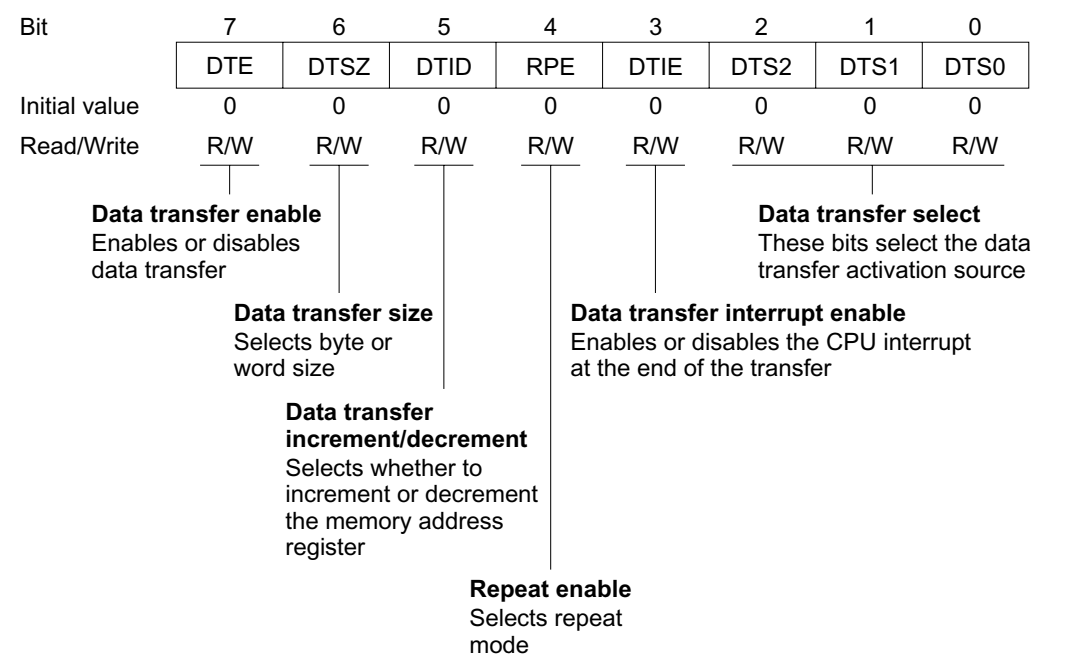 Bit 7 6 5 4 3 2 1 0
DTE DTSZ DTID RPE DTIE DTS2 DTS1 DTS0
Initial value 0 0 0 0 0 0 0 0
Read/Write R/W R/W R/W R/W R/W R/W R/W R/W
Data transfer enable
Enables or disables
data transfer
Data transfer select
These bits select the data
transfer activation source
Data transfer size
Selects byte or
word size
Data transfer interrupt enable
Enables or disables the CPU interrupt
at the end of the transfer
Data transfer
increment/decrement
Selects whether to
increment or decrement
the memory address
register
Repeat enable
Selects repeat
mode